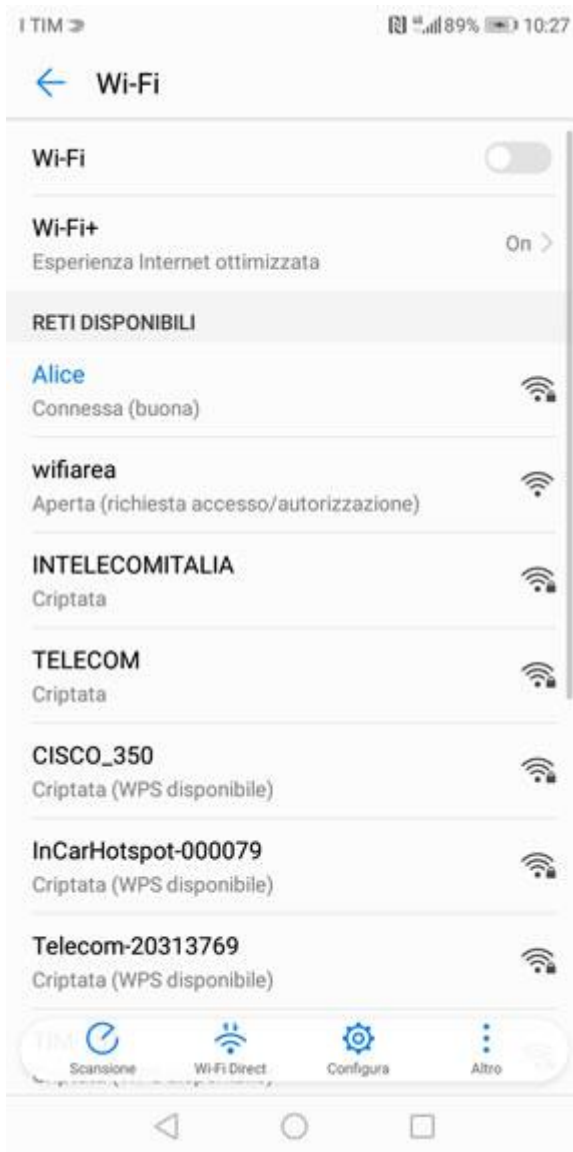 I TIM
89% 10:27
Wi-Fi
Wi-Fi
Wi-Fi+
On
Esperienza Internet ottimizzata
RETI DISPONIBILI
Alice
Connessa (buona)
wifiarea
Aperta (richiesta accesso/autorizzazione)
INTELECOMITALIA
Criptata
TELECOM
Criptata
CISCO_350
Criptata (WPS disponibile)
InCarHotspot-000079
Criptata (WPS disponibile)
Telecom-20313769
Criptata (WPS disponibile)
Scansione
Wi-Fi Direct
Configura
Altro